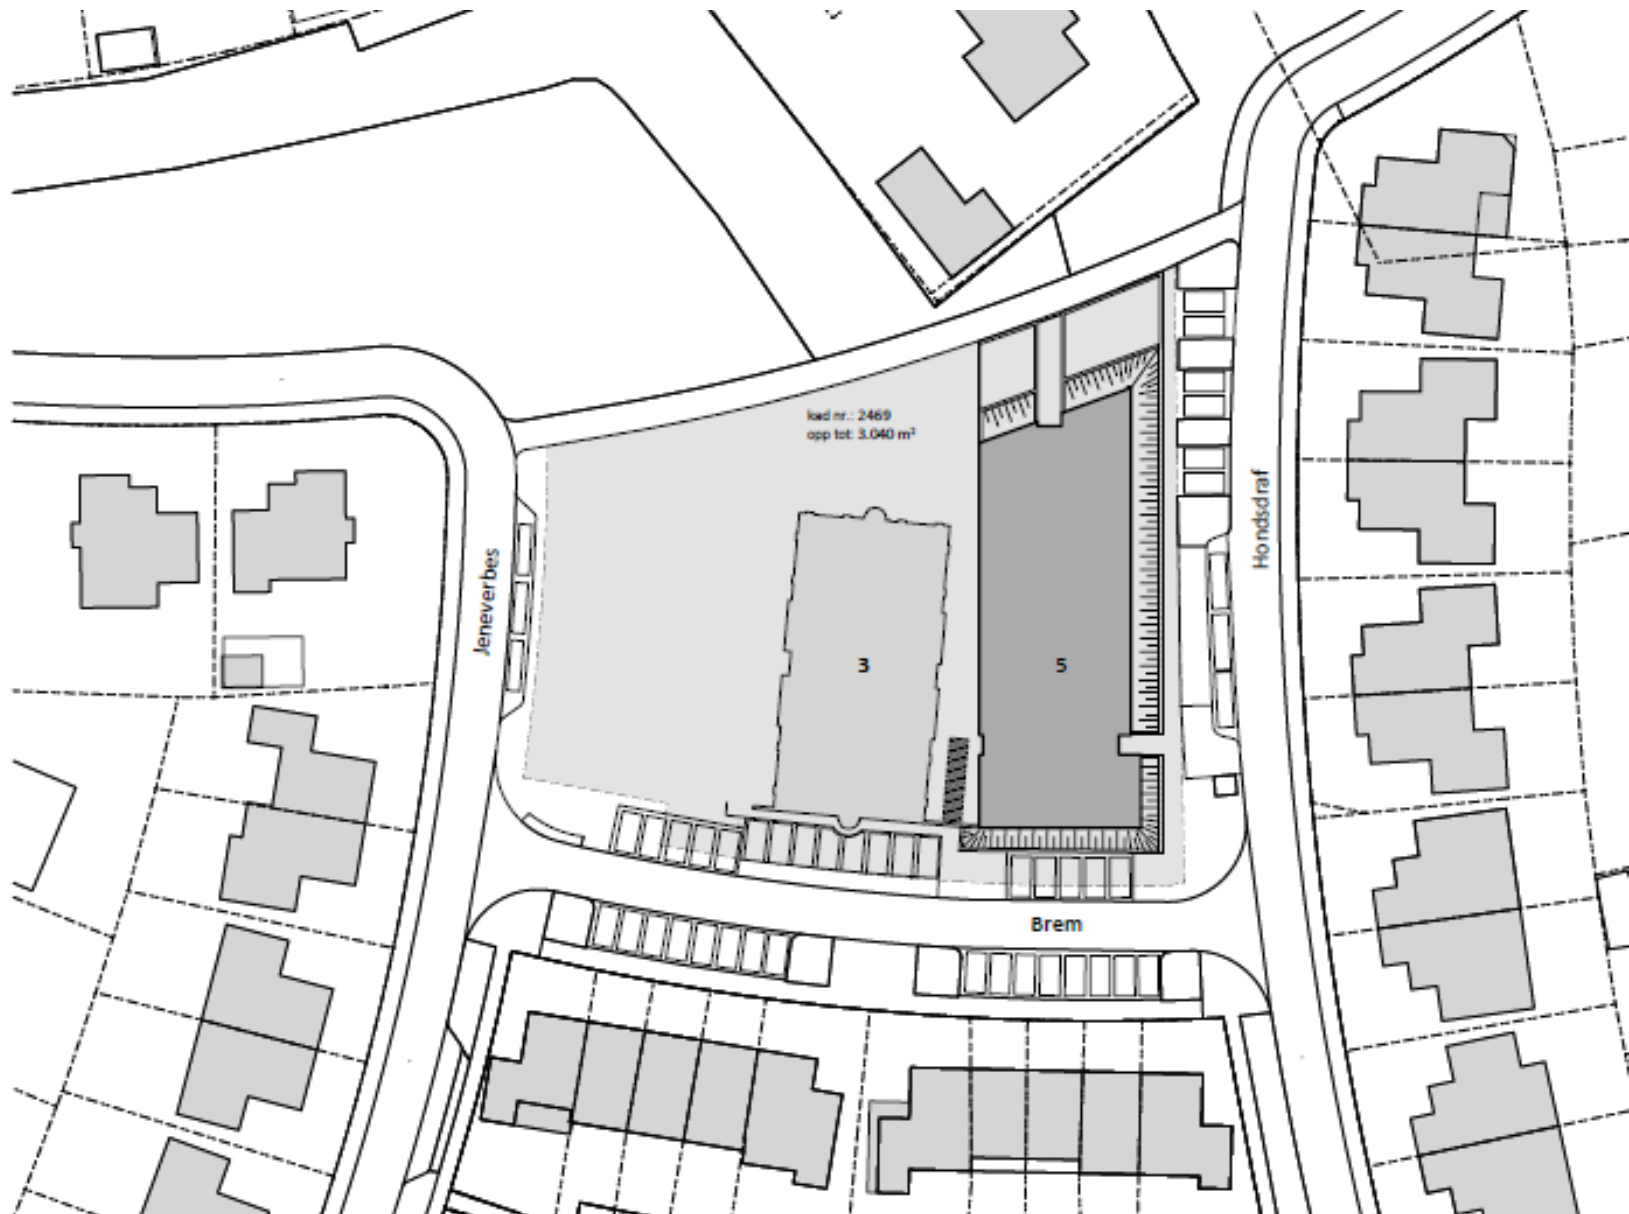 kad nr.: 2469
opp tot: 3.040 m²
Hondsdraf
Jeneverbes
3
5
Brem